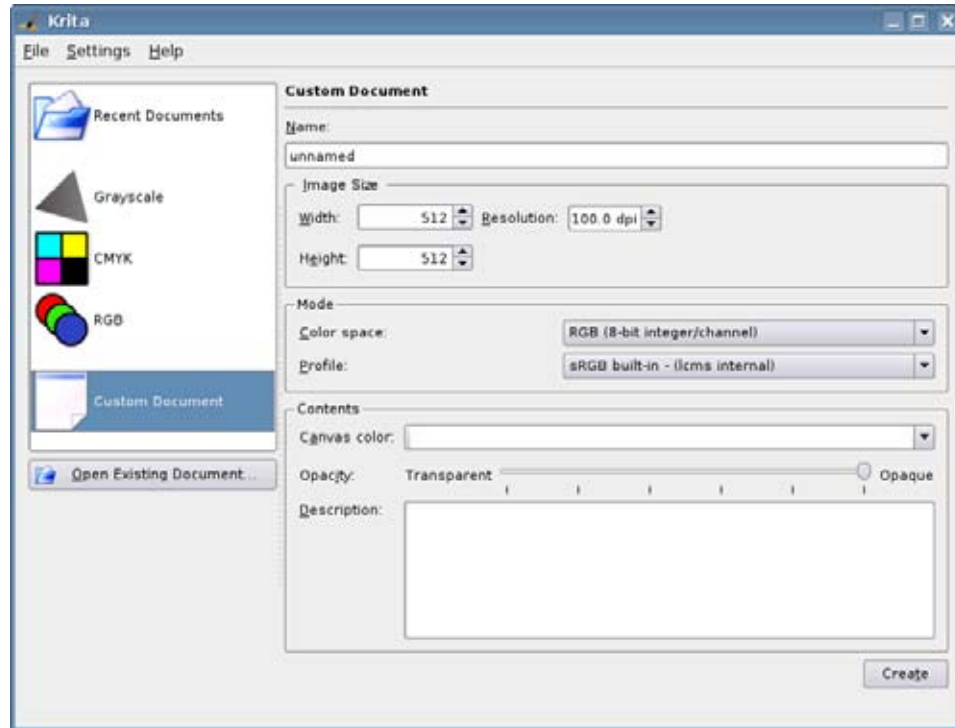 Krita
File Settings Help
Recent Documents
Grayscale
CMYK
RGB
Custom Document
Open Existing Document...
Custom Document
Name:
unnamed
Image Size
Width: 512 Resolution: 100.0 dpi
Height: 512
Mode
Color space: RGB (8-bit integer/channel)
Profile: sRGB built-in - (lcms internal)
Contents
Canvas color:
Opacity: Transparent Opaque
Description:
Create